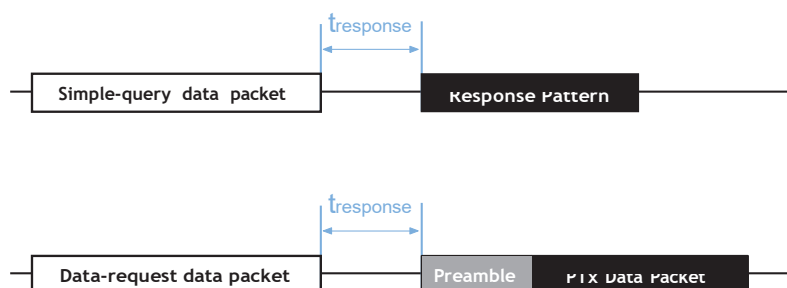 tresponse
Simple-query data packet Response Pattern
tresponse
Data-request data packet Preamble PTx Data Packet